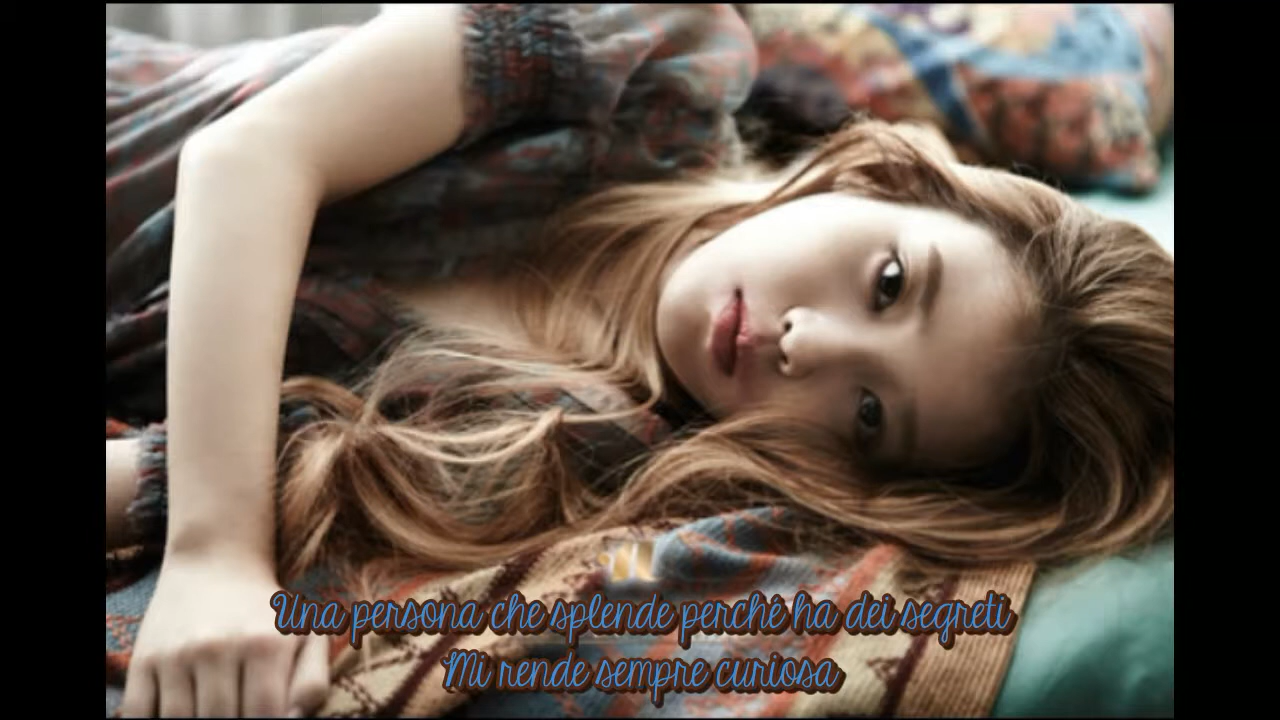 Una persona che splende perché ha dei segreti
Mi rende sempre curiosa